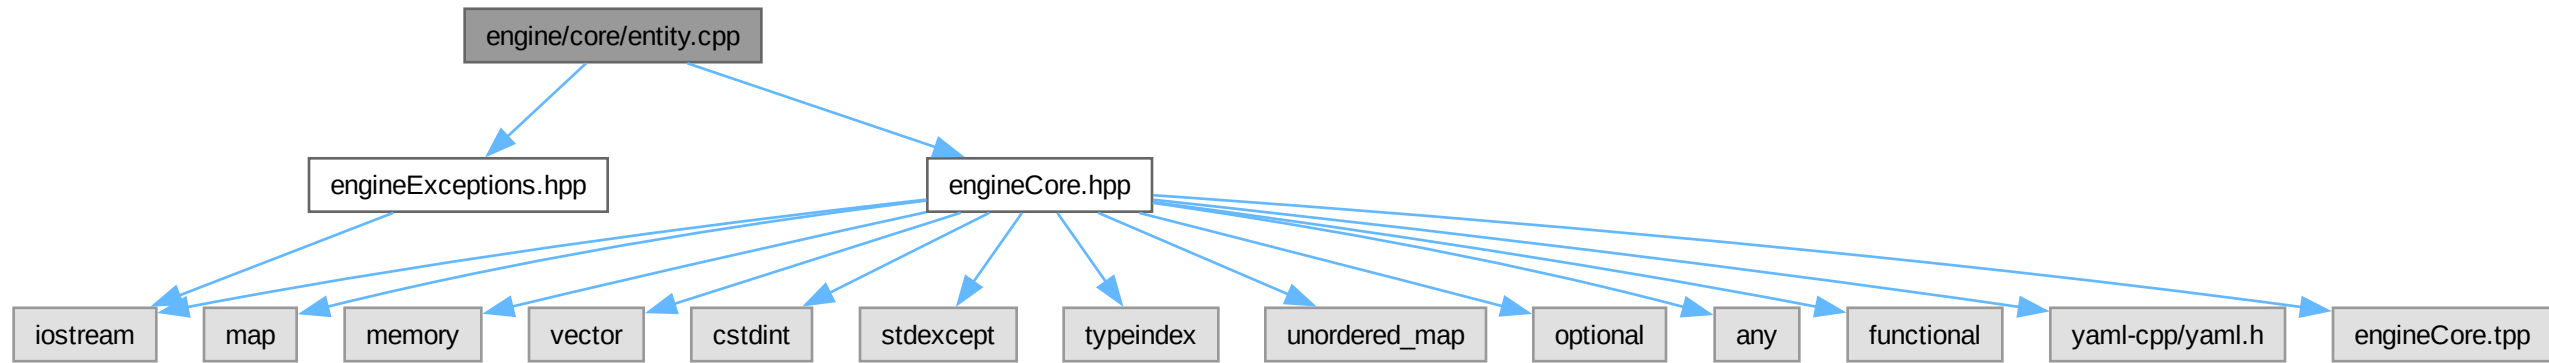 engine/core/entity.cpp
engineExceptions.hpp
engineCore.hpp
iostream
map
memory
vector
cstdint
stdexcept
typeindex
unordered_map
optional
any
functional
yaml-cpp/yaml.h
engineCore.tpp